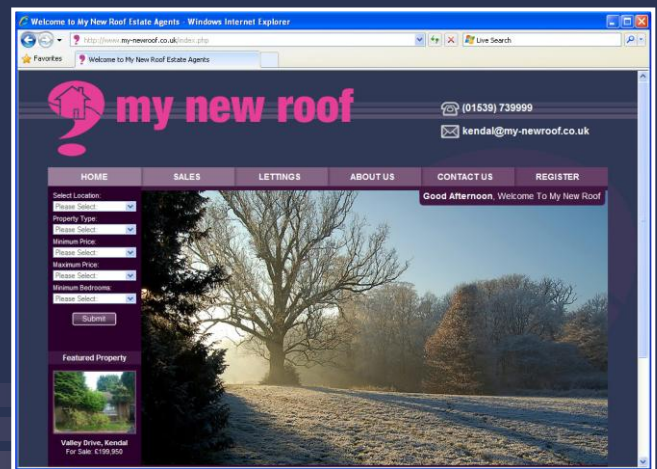 Welcome to My New Roof Estate Agents - Windows Internet Explorer
http://www.my-newroof.co.uk/index.php
Live Search
Favorites
Welcome to My New Roof Estate Agents
my new roof
(01539) 739999
kendal@my-newroof.co.uk
HOME SALES LETTINGS ABOUT US CONTACT US REGISTER
Good Afternoon, Welcome To My New Roof
Select Location:
Please Select
Property Type:
Please Select
Minimum Price:
Please Select
Maximum Price:
Please Select
Minimum Bedrooms:
Please Select
Submit
Featured Property
Valley Drive, Kendal
For Sale: £199,950